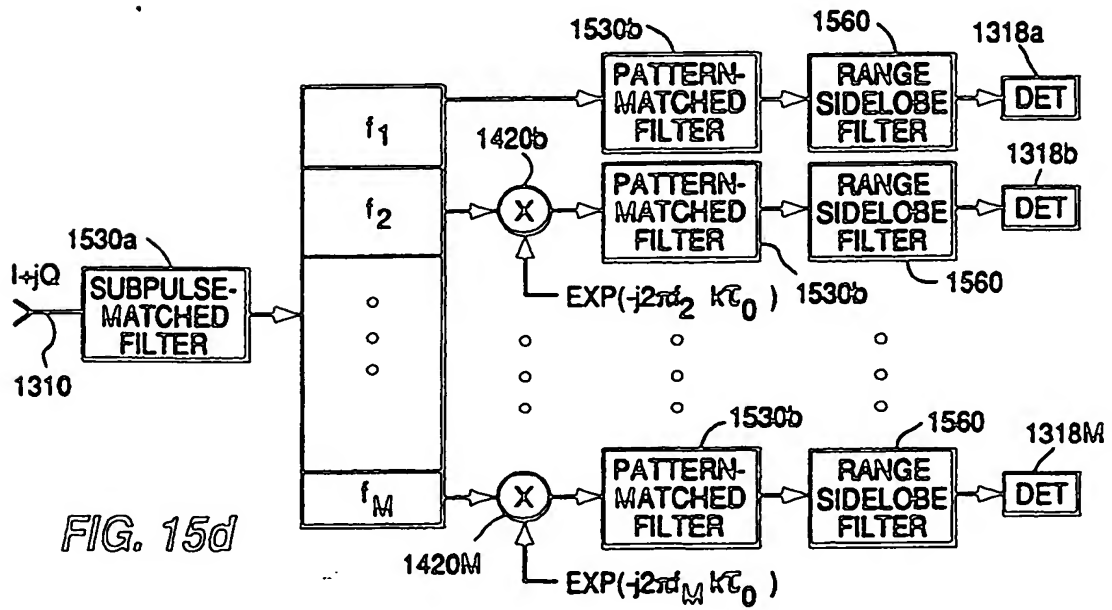 1530b
1560
1318a
PATTERN-
MATCHED
FILTER
RANGE
SIDELOBE
FILTER
DET
f1
1420b
1318b
f2
X
PATTERN-
MATCHED
FILTER
RANGE
SIDELOBE
FILTER
DET
1530a
I+jQ
SUBPULSE-
MATCHED
FILTER
1310
EXP(-j2πd2 kτ0 )
1530b
1560
1530b
1560
1318M
fM
X
PATTERN-
MATCHED
FILTER
RANGE
SIDELOBE
FILTER
DET
FIG. 15d
1420M
EXP(-j2πdM kτ0 )